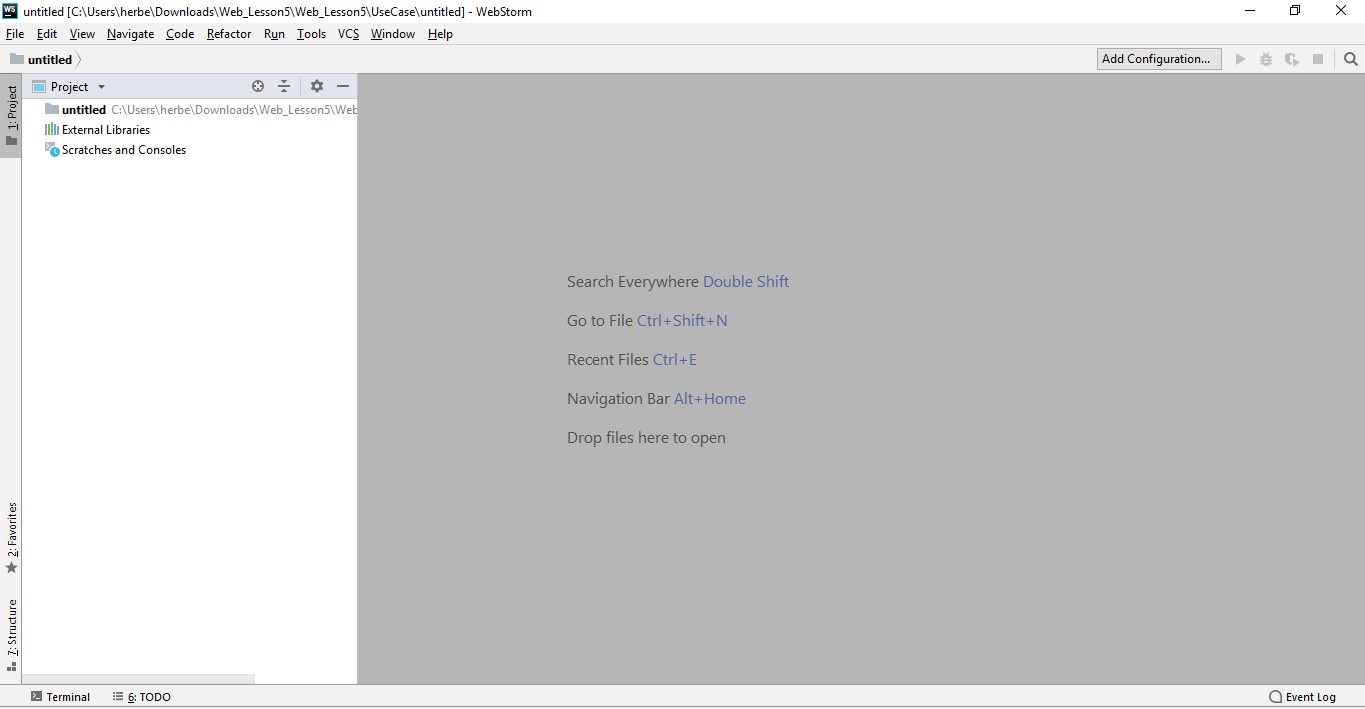 WS untitled [C:\Users\herbe\Downloads\Web_Lesson5\Web_Lesson5\UseCase\untitled] - WebStorm
File Edit View Navigate Code Refactor Run Tools VCS Window Help
untitled Add Configuration...
1: Project
Project
untitled C:\Users\herbe\Downloads\Web_Lesson5\Web
External Libraries
Scratches and Consoles
Search Everywhere Double Shift
Go to File Ctrl+Shift+N
Recent Files Ctrl+E
Navigation Bar Alt+Home
Drop files here to open
2: Favorites
7: Structure
Terminal 6: TODO Event Log